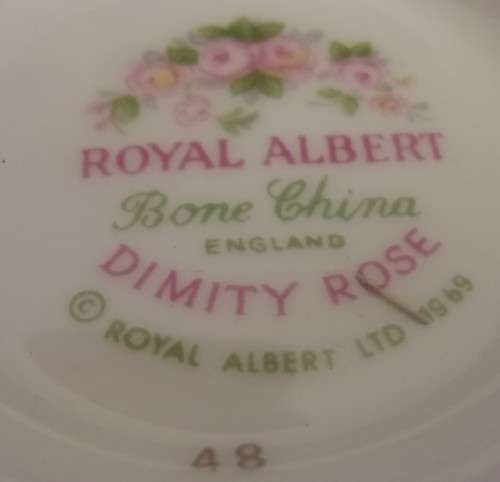 ROYAL ALBERT
Bone China
ENGLAND
DIMITY ROSE
© ROYAL ALBERT LTD 1969
48